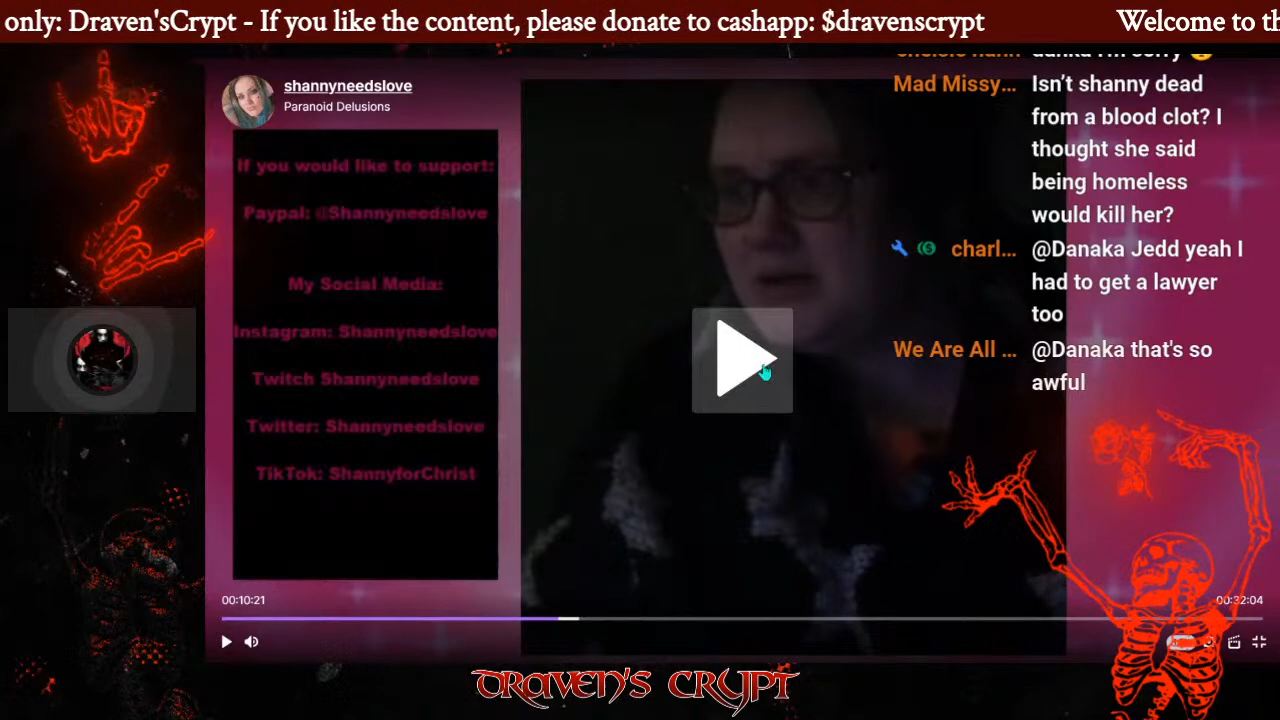 only: Draven'sCrypt - If you like the content, please donate to cashapp: $dravenscrypt
Welcome to th
shannyneedslove
Paranoid Delusions
If you would like to support:
Paypal: @Shannyneedslove
My Social Media:
Instagram: Shannyneedslove
Twitch Shannyneedslove
Twitter: Shannyneedslove
TikTok: ShannyforChrist
Mad Missy… Isn’t shanny dead
from a blood clot? I
thought she said
being homeless
would kill her?
charl… @Danaka Jedd yeah I
had to get a lawyer
too
We Are All … @Danaka that's so
awful
00:10:21
00:32:04
DRAVEN'S CRYPT